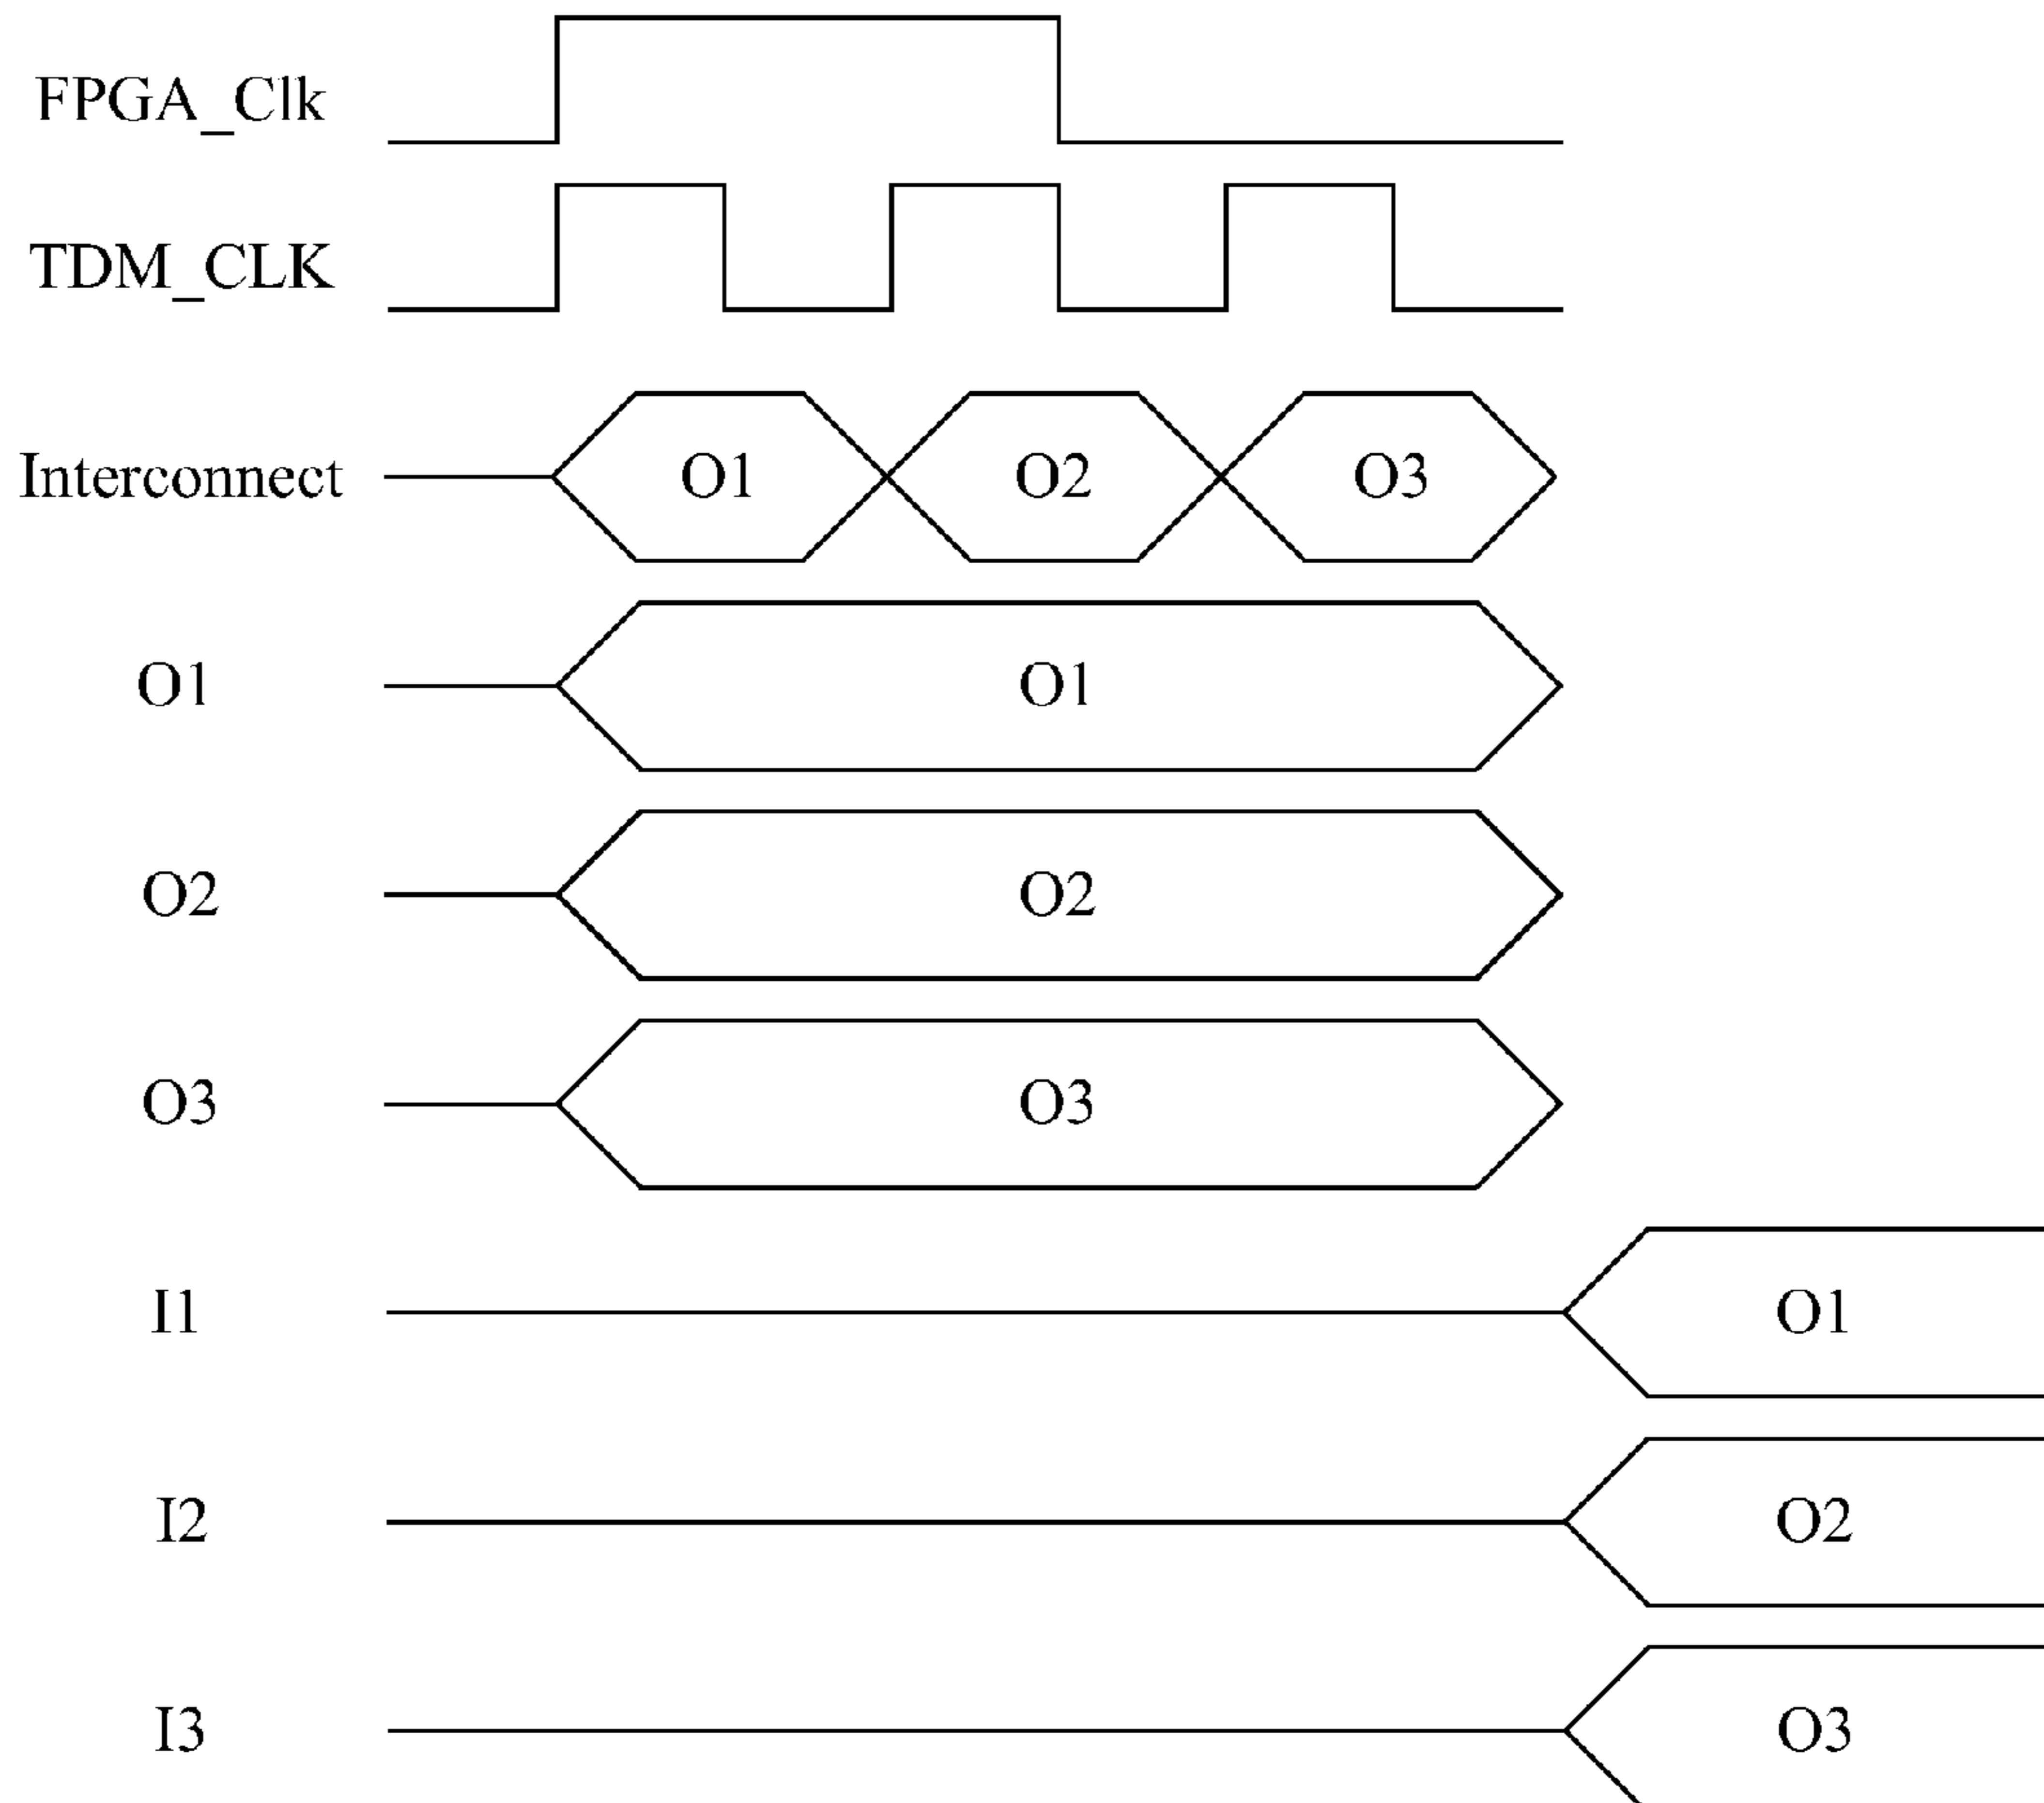 FPGA_Clk
TDM_CLK
Interconnect O1 O2 O3
O1 O1
O2 O2
O3 O3
I1 O1
I2 O2
I3 O3